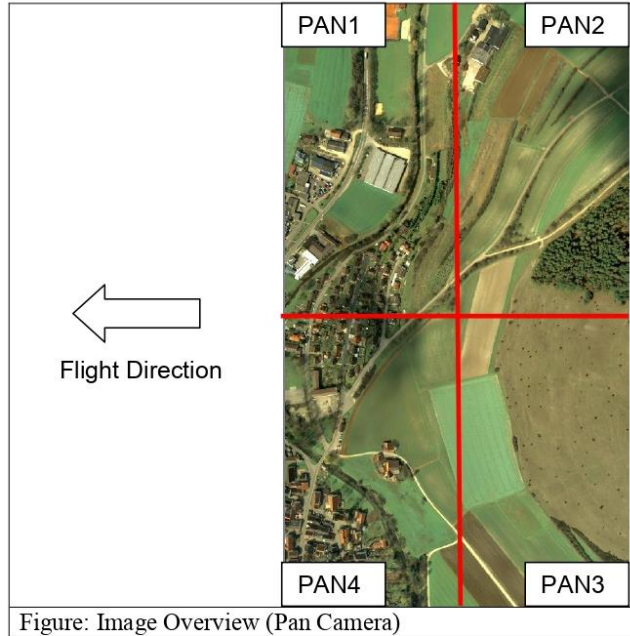 PAN1
PAN2
Flight Direction
PAN4
PAN3
Figure: Image Overview (Pan Camera)